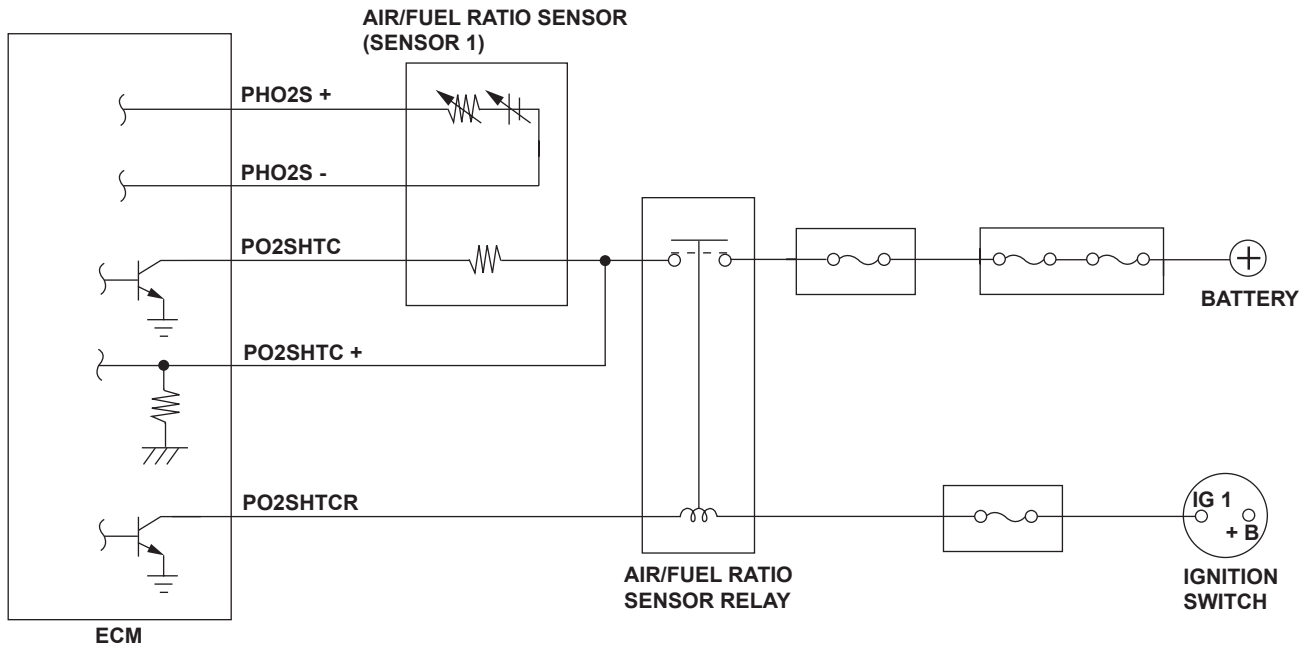 AIR/FUEL RATIO SENSOR
(SENSOR 1)
PHO2S +
PHO2S -
PO2SHTC
BATTERY
PO2SHTC +
PO2SHTCR
IG 1
+ B
AIR/FUEL RATIO
SENSOR RELAY
IGNITION
SWITCH
ECM